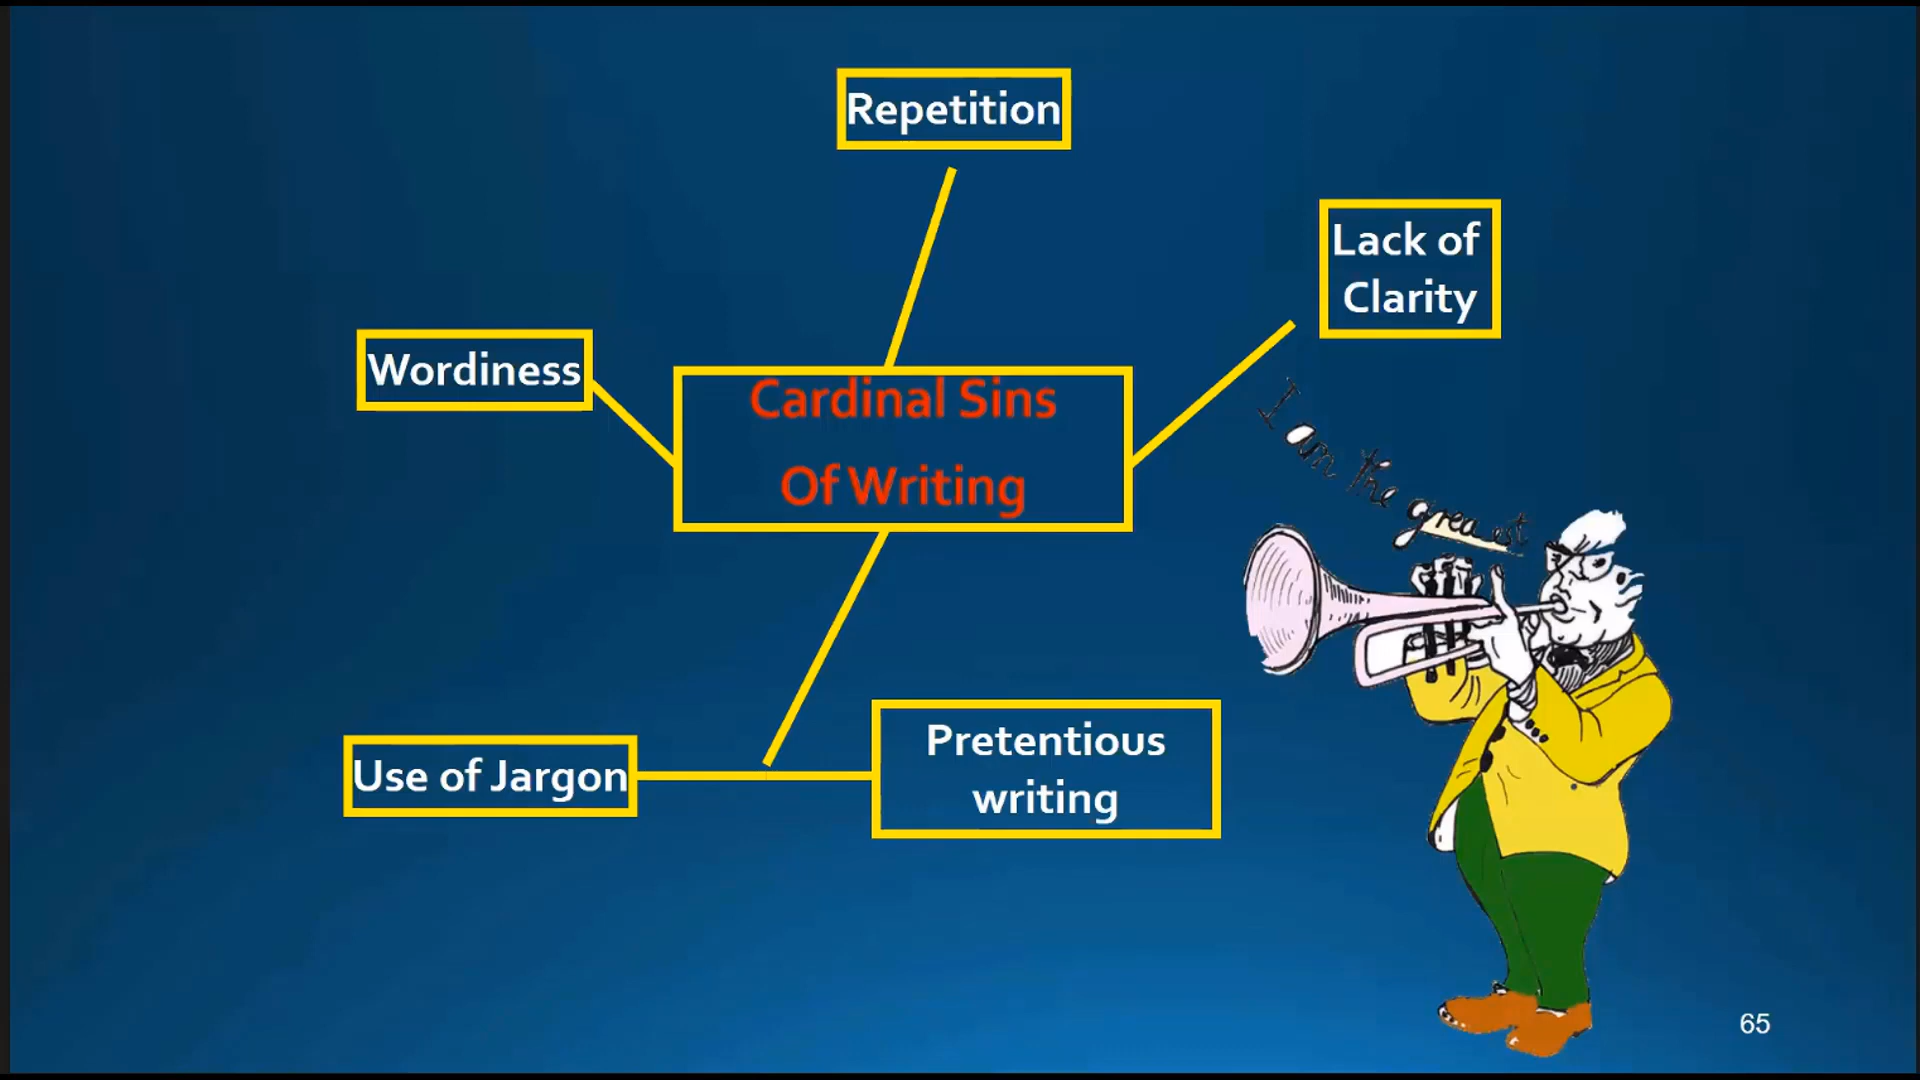 Repetition
Lack of
Clarity
Wordiness
Cardinal Sins
Of Writing
I am the greatest
Use of Jargon
Pretentious
writing
65